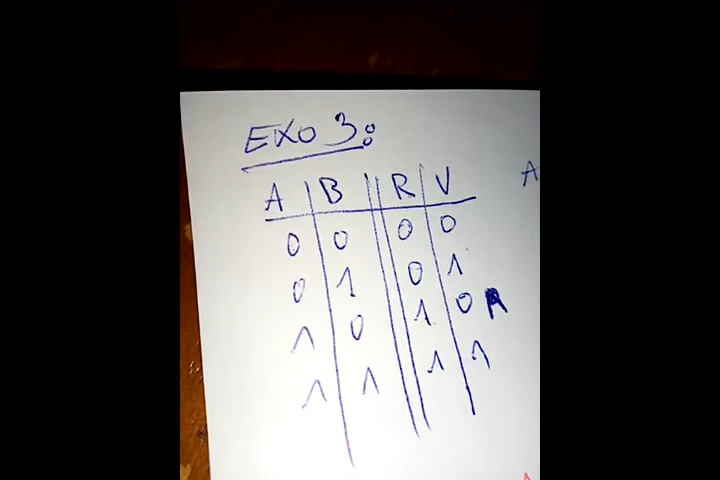 EXO 3:
A | B || R | V
0 | 0 || 0 | 0
0 | 1 || 0 | 1
1 | 0 || 1 | 0
1 | 1 || 1 | 1
A